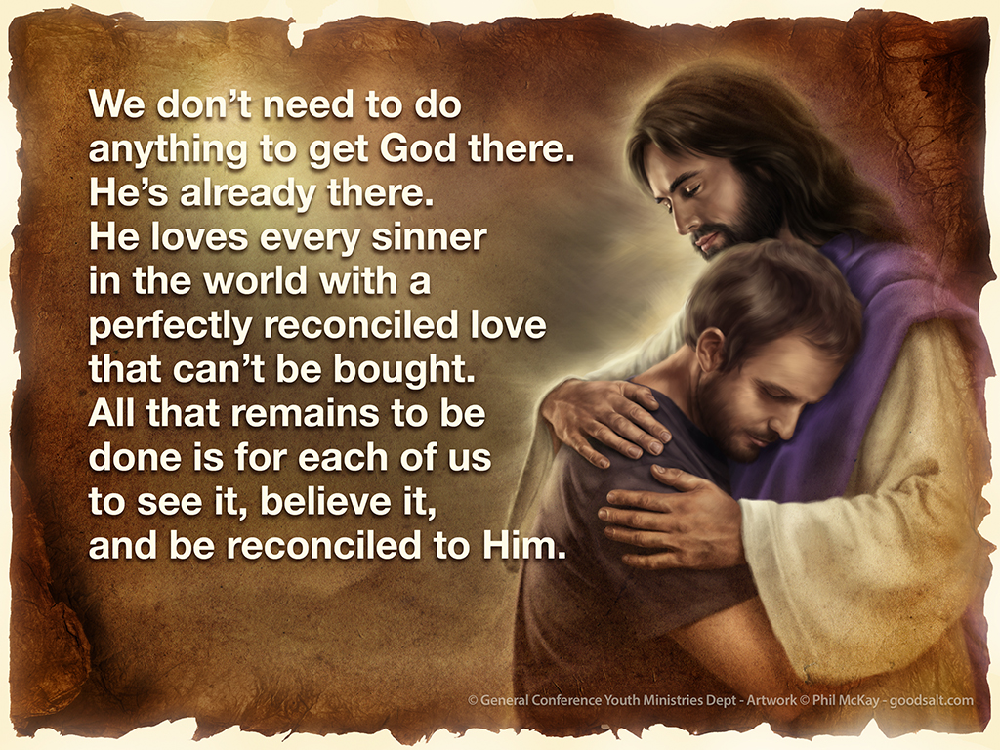 We don’t need to do
anything to get God there.
He’s already there.
He loves every sinner
in the world with a
perfectly reconciled love
that can’t be bought.
All that remains to be
done is for each of us
to see it, believe it,
and be reconciled to Him.
© General Conference Youth Ministries Dept - Artwork © Phil McKay - goodsalt.com